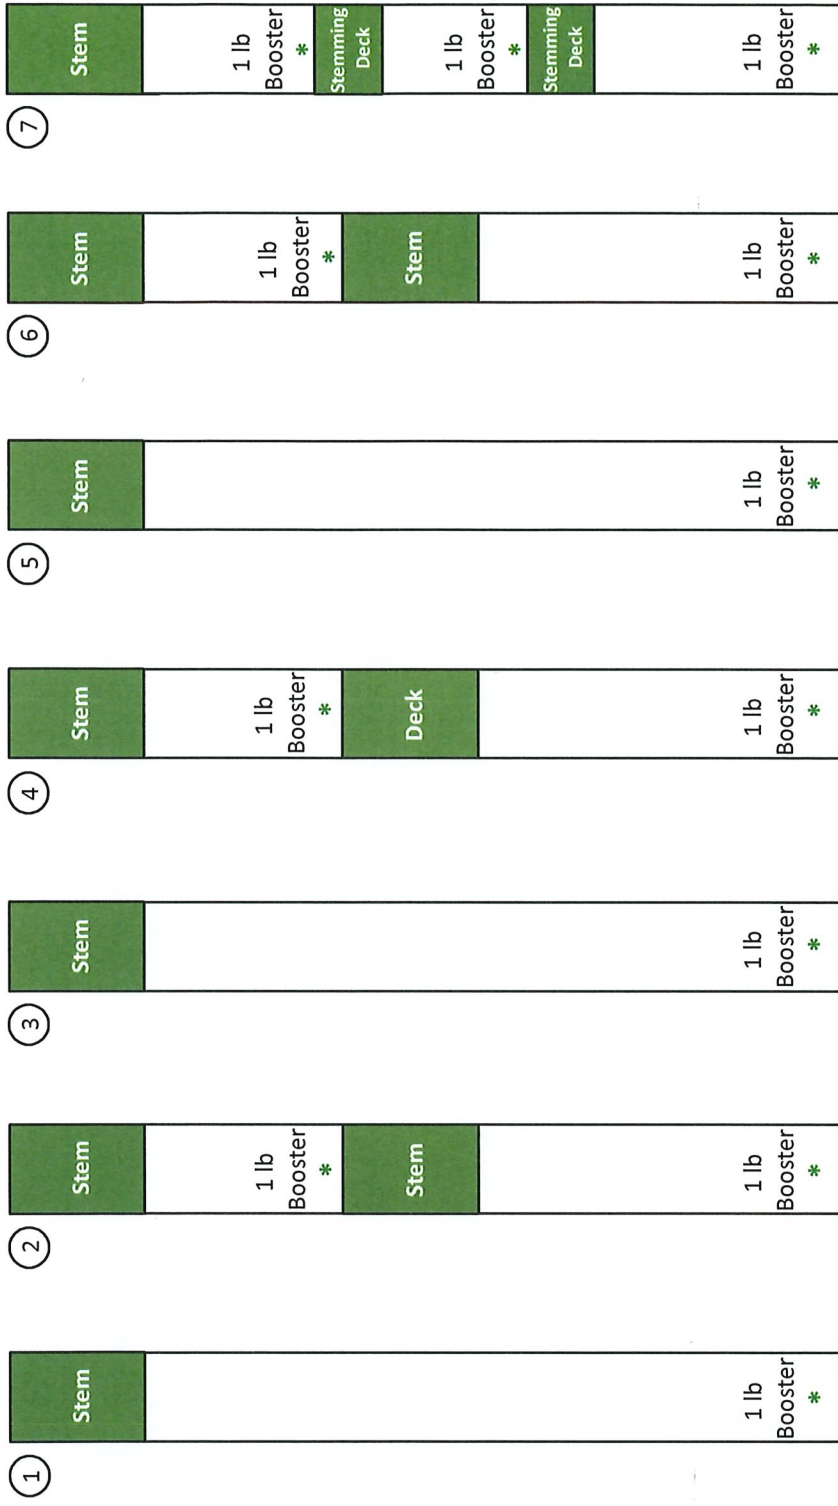 1
Stem
1 lb
Booster
*
2
Stem
1 lb
Booster
*
Stem
1 lb
Booster
*
3
Stem
1 lb
Booster
*
4
Stem
1 lb
Booster
*
Deck
1 lb
Booster
*
5
Stem
1 lb
Booster
*
6
Stem
1 lb
Booster
*
Stem
1 lb
Booster
*
7
Stem
1 lb
Booster
*
Stemming
Deck
1 lb
Booster
*
Stemming
Deck
1 lb
Booster
*